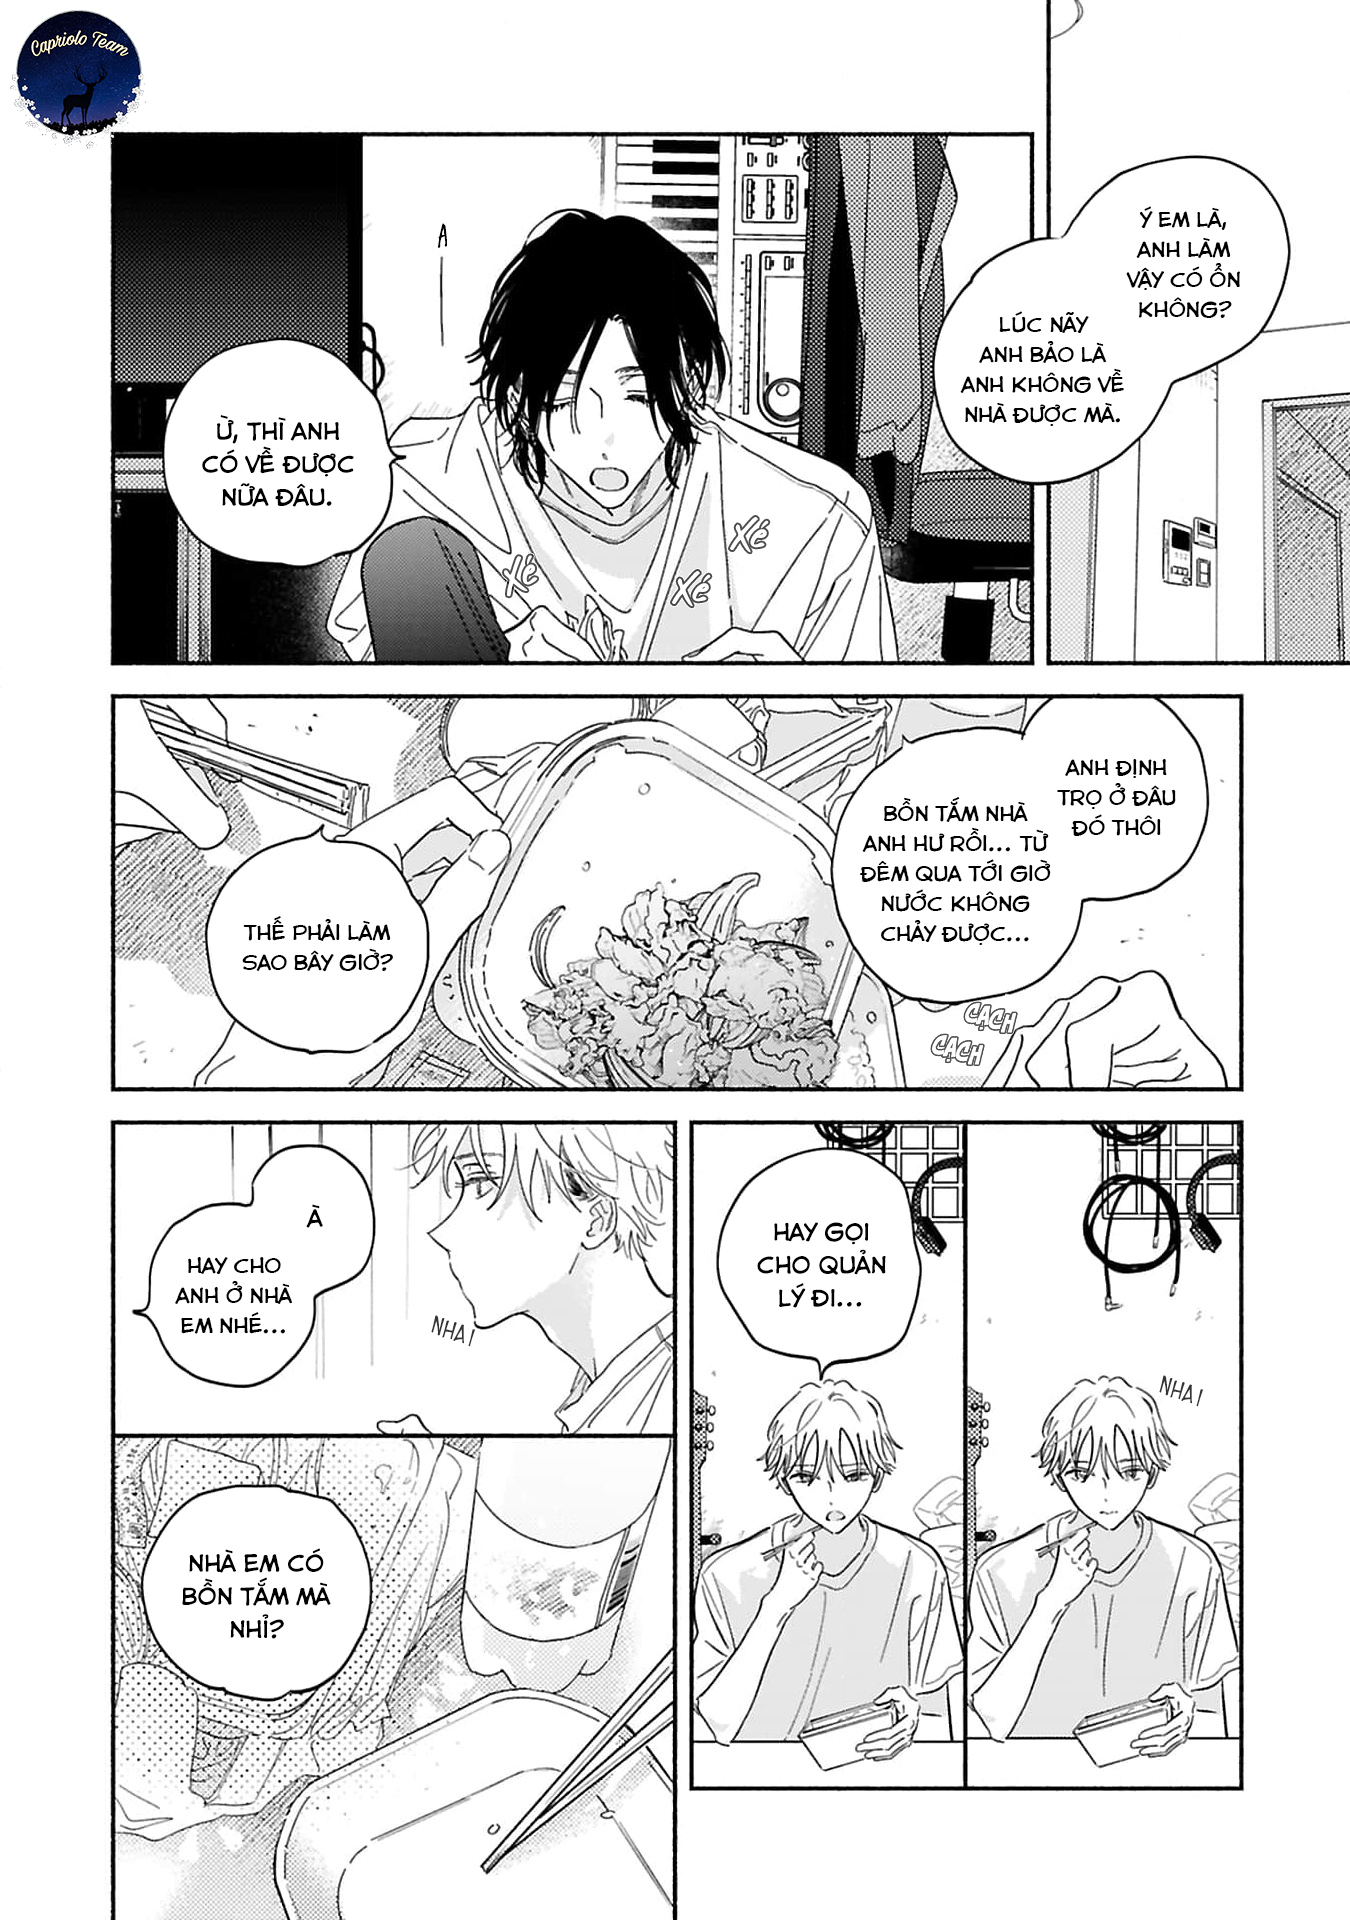 Capriolo Team
Ý EM LÀ,
ANH LÀM
VẬY CÓ ỔN
KHÔNG?
LÚC NÃY
ANH BẢO LÀ
ANH KHÔNG VỀ
NHÀ ĐƯỢC MÀ.
A
Ừ, THÌ ANH
CÓ VỀ ĐƯỢC
NỮA ĐÂU.
XÉ
XÉ
XÉ
ANH ĐỊNH
TRỌ Ở ĐÂU
ĐÓ THÔI
BỒN TẮM NHÀ
ANH HƯ RỒI... TỪ
ĐÊM QUA TỚI GIỜ
NƯỚC KHÔNG
CHẢY ĐƯỢC...
CẠCH
CẠCH
THẾ PHẢI LÀM
SAO BÂY GIỜ?
NHAI
HAY GỌI
CHO QUẢN
LÝ ĐI...
À
HAY CHO
ANH Ở NHÀ
EM NHÉ...
NHAI
NHÀ EM CÓ
BỒN TẮM MÀ
NHỈ?